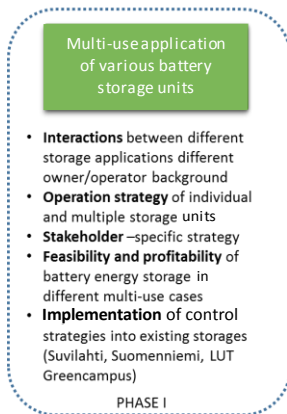 Multi-use application
of various battery
storage units
• Interactions between different
storage applications different
owner/operator background
• Operation strategy of individual
and multiple storage units
• Stakeholder –specific strategy
• Feasibility and profitability of
battery energy storage in
different multi-use cases
• Implementation of control
strategies into existing storages
(Suvilahti, Suomenniemi, LUT
Greencampus)
PHASE I